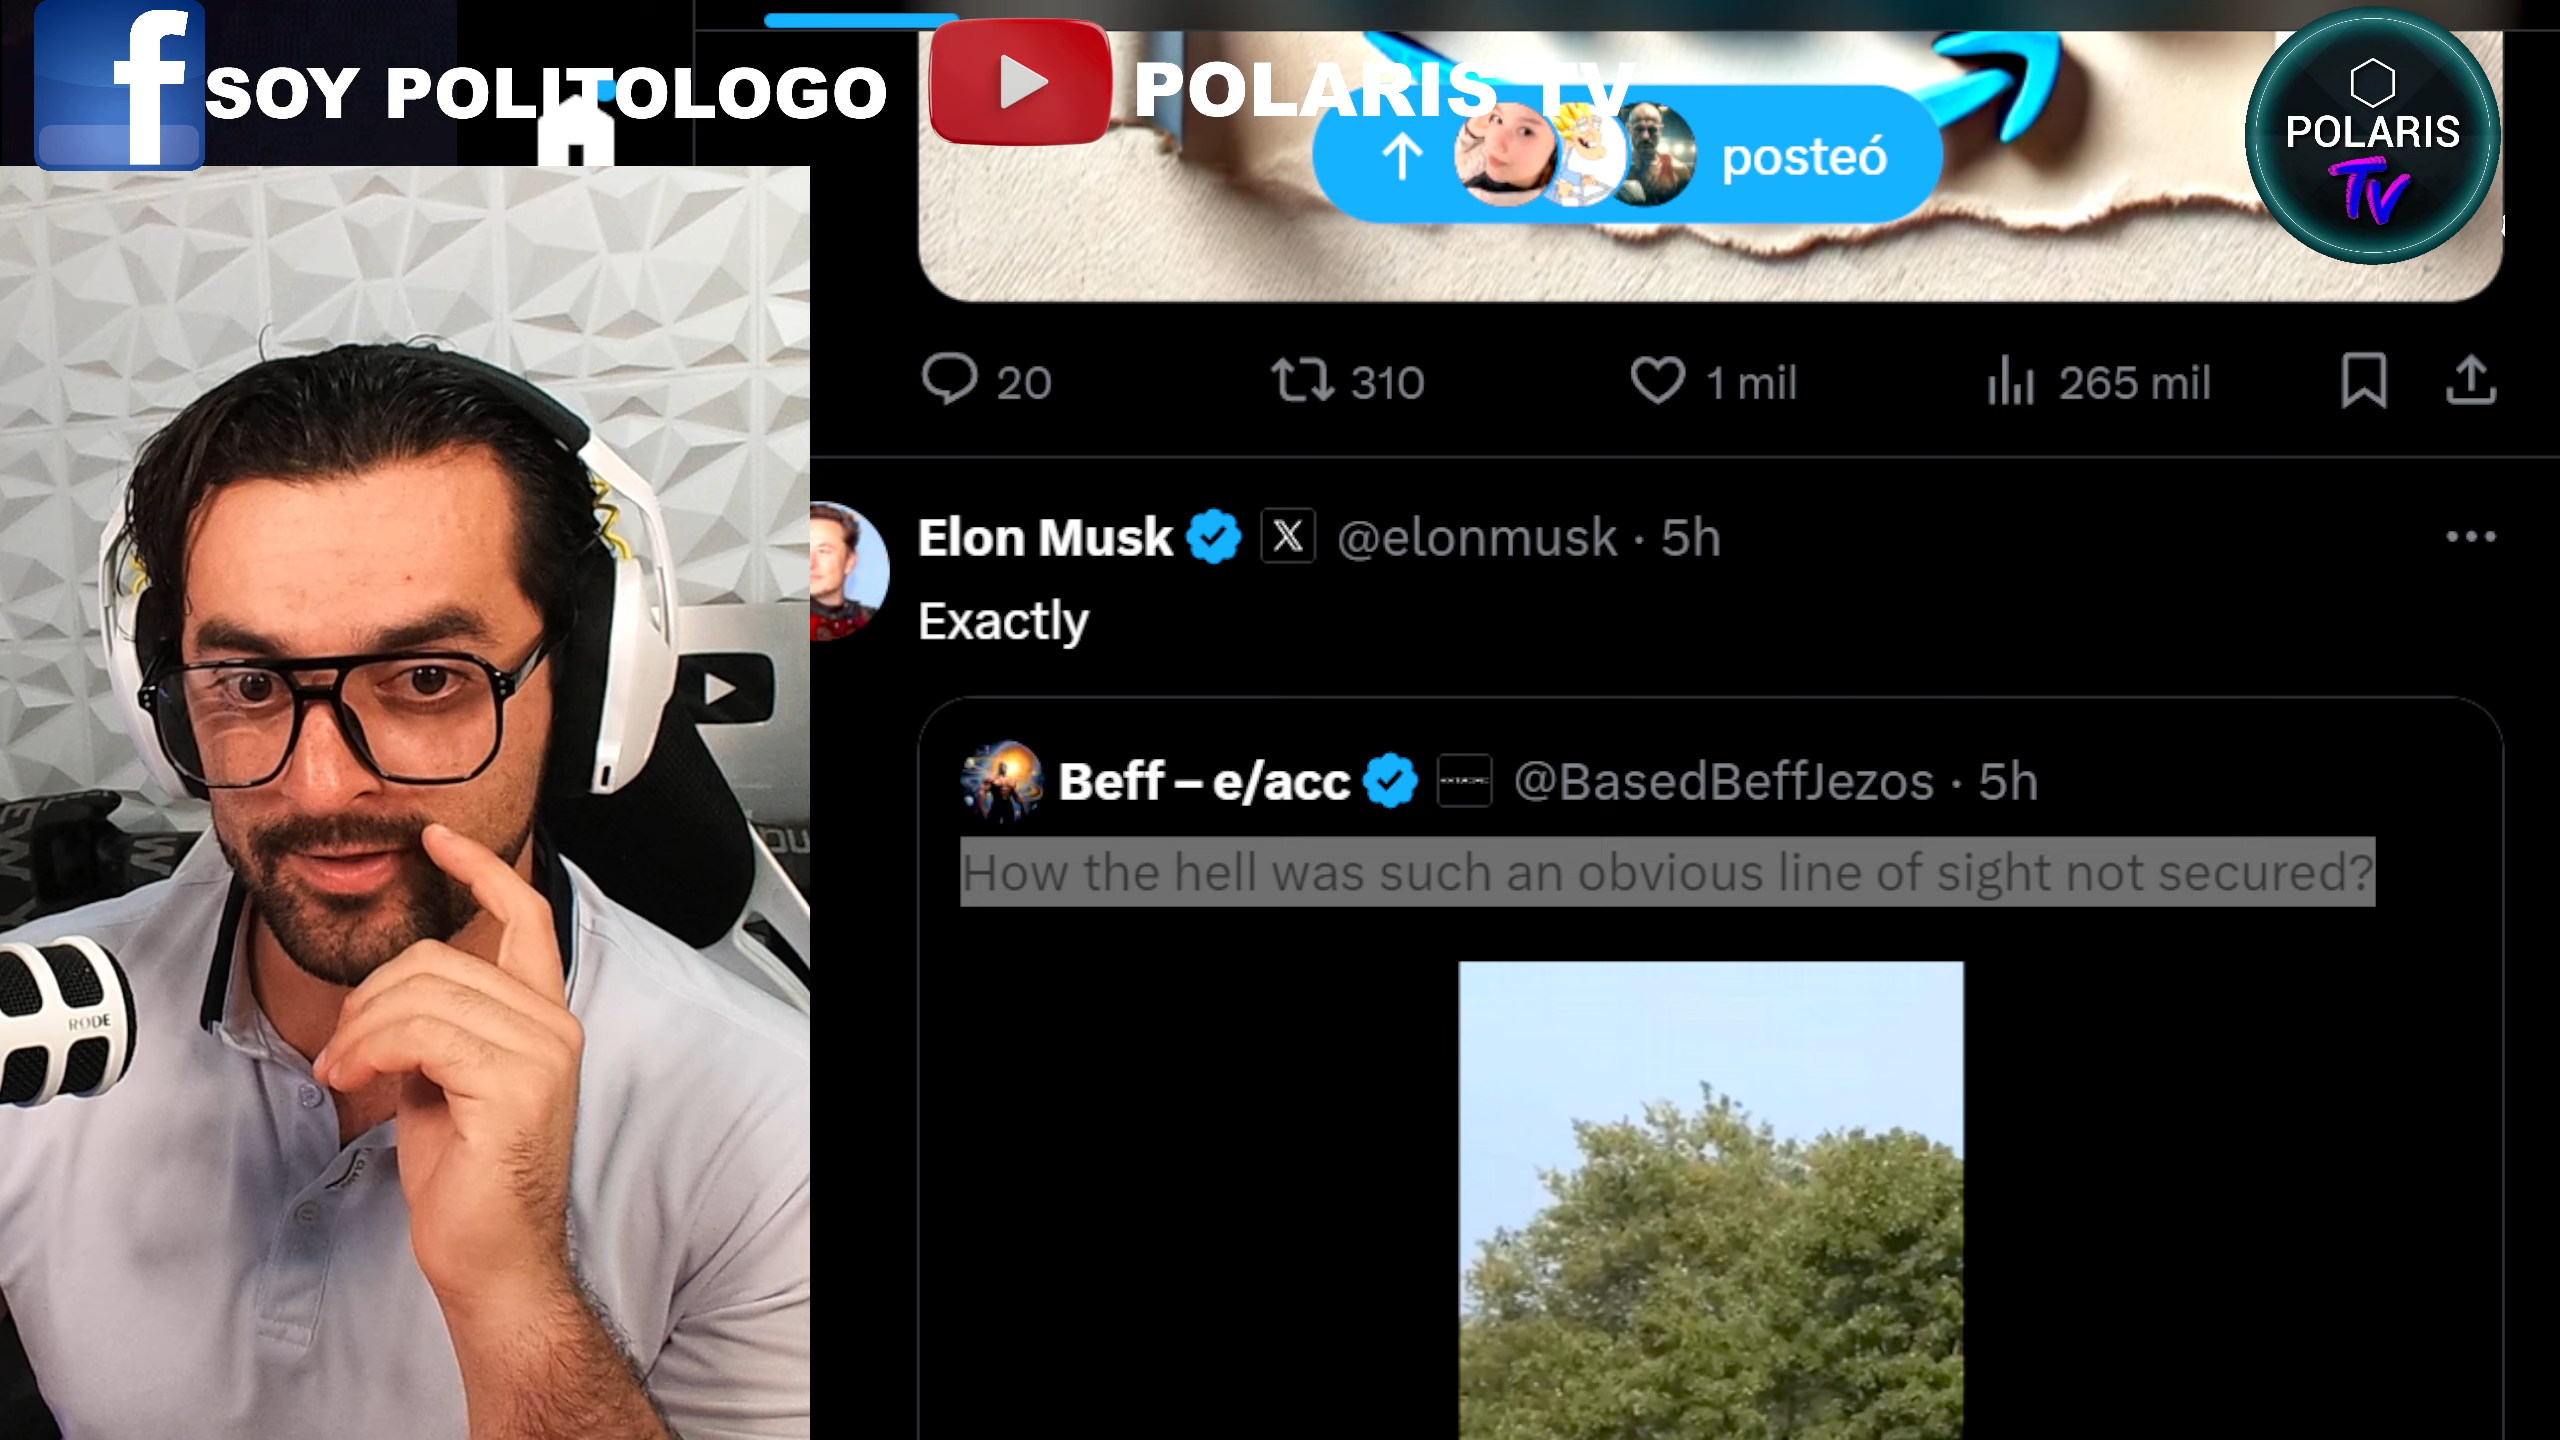 SOY POLITOLOGO
POLARIS TV
POLARIS
TV
posteó
20
310
1 mil
265 mil
Elon Musk X @elonmusk · 5h
Exactly
Beff – e/acc @BasedBeffJezos · 5h
How the hell was such an obvious line of sight not secured?
RODE